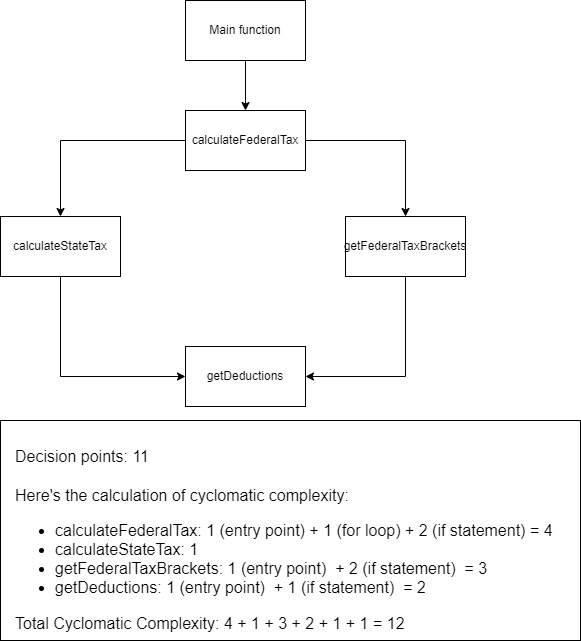 Main function
calculateFederalTax
calculateStateTax
getFederalTaxBrackets
getDeductions
Decision points: 11
Here's the calculation of cyclomatic complexity:
• calculateFederalTax: 1 (entry point) + 1 (for loop) + 2 (if statement) = 4
• calculateStateTax: 1
• getFederalTaxBrackets: 1 (entry point)  + 2 (if statement)  = 3
• getDeductions: 1 (entry point)  + 1 (if statement)  = 2
Total Cyclomatic Complexity: 4 + 1 + 3 + 2 + 1 + 1 = 12